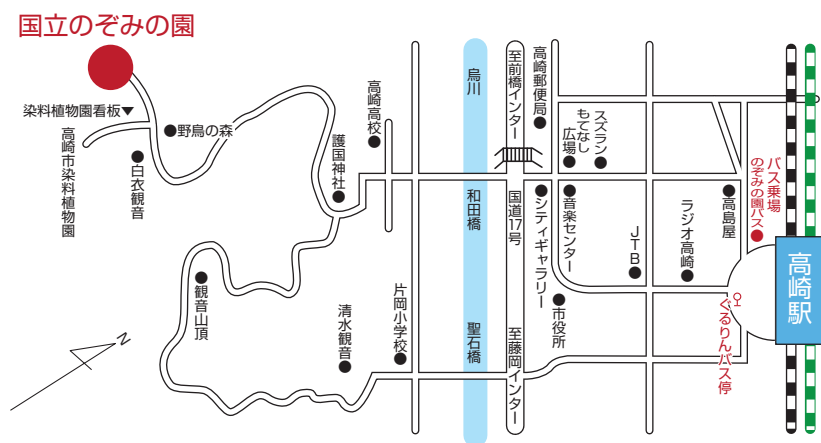 国立のぞみの園
染料植物園看板▼
高崎市染料植物園
白衣観音
野鳥の森
護国神社
高崎高校
烏川
至前橋インター
高崎郵便局
もてなし広場
スズラン
和田橋
国道17号
シティギャラリー
音楽センター
JTB
ラジオ高崎
高島屋
バス乗場
のぞみの園バス
高崎駅
観音山頂
清水観音
片岡小学校
聖石橋
至藤岡インター
市役所
ぐるりんバス停
N